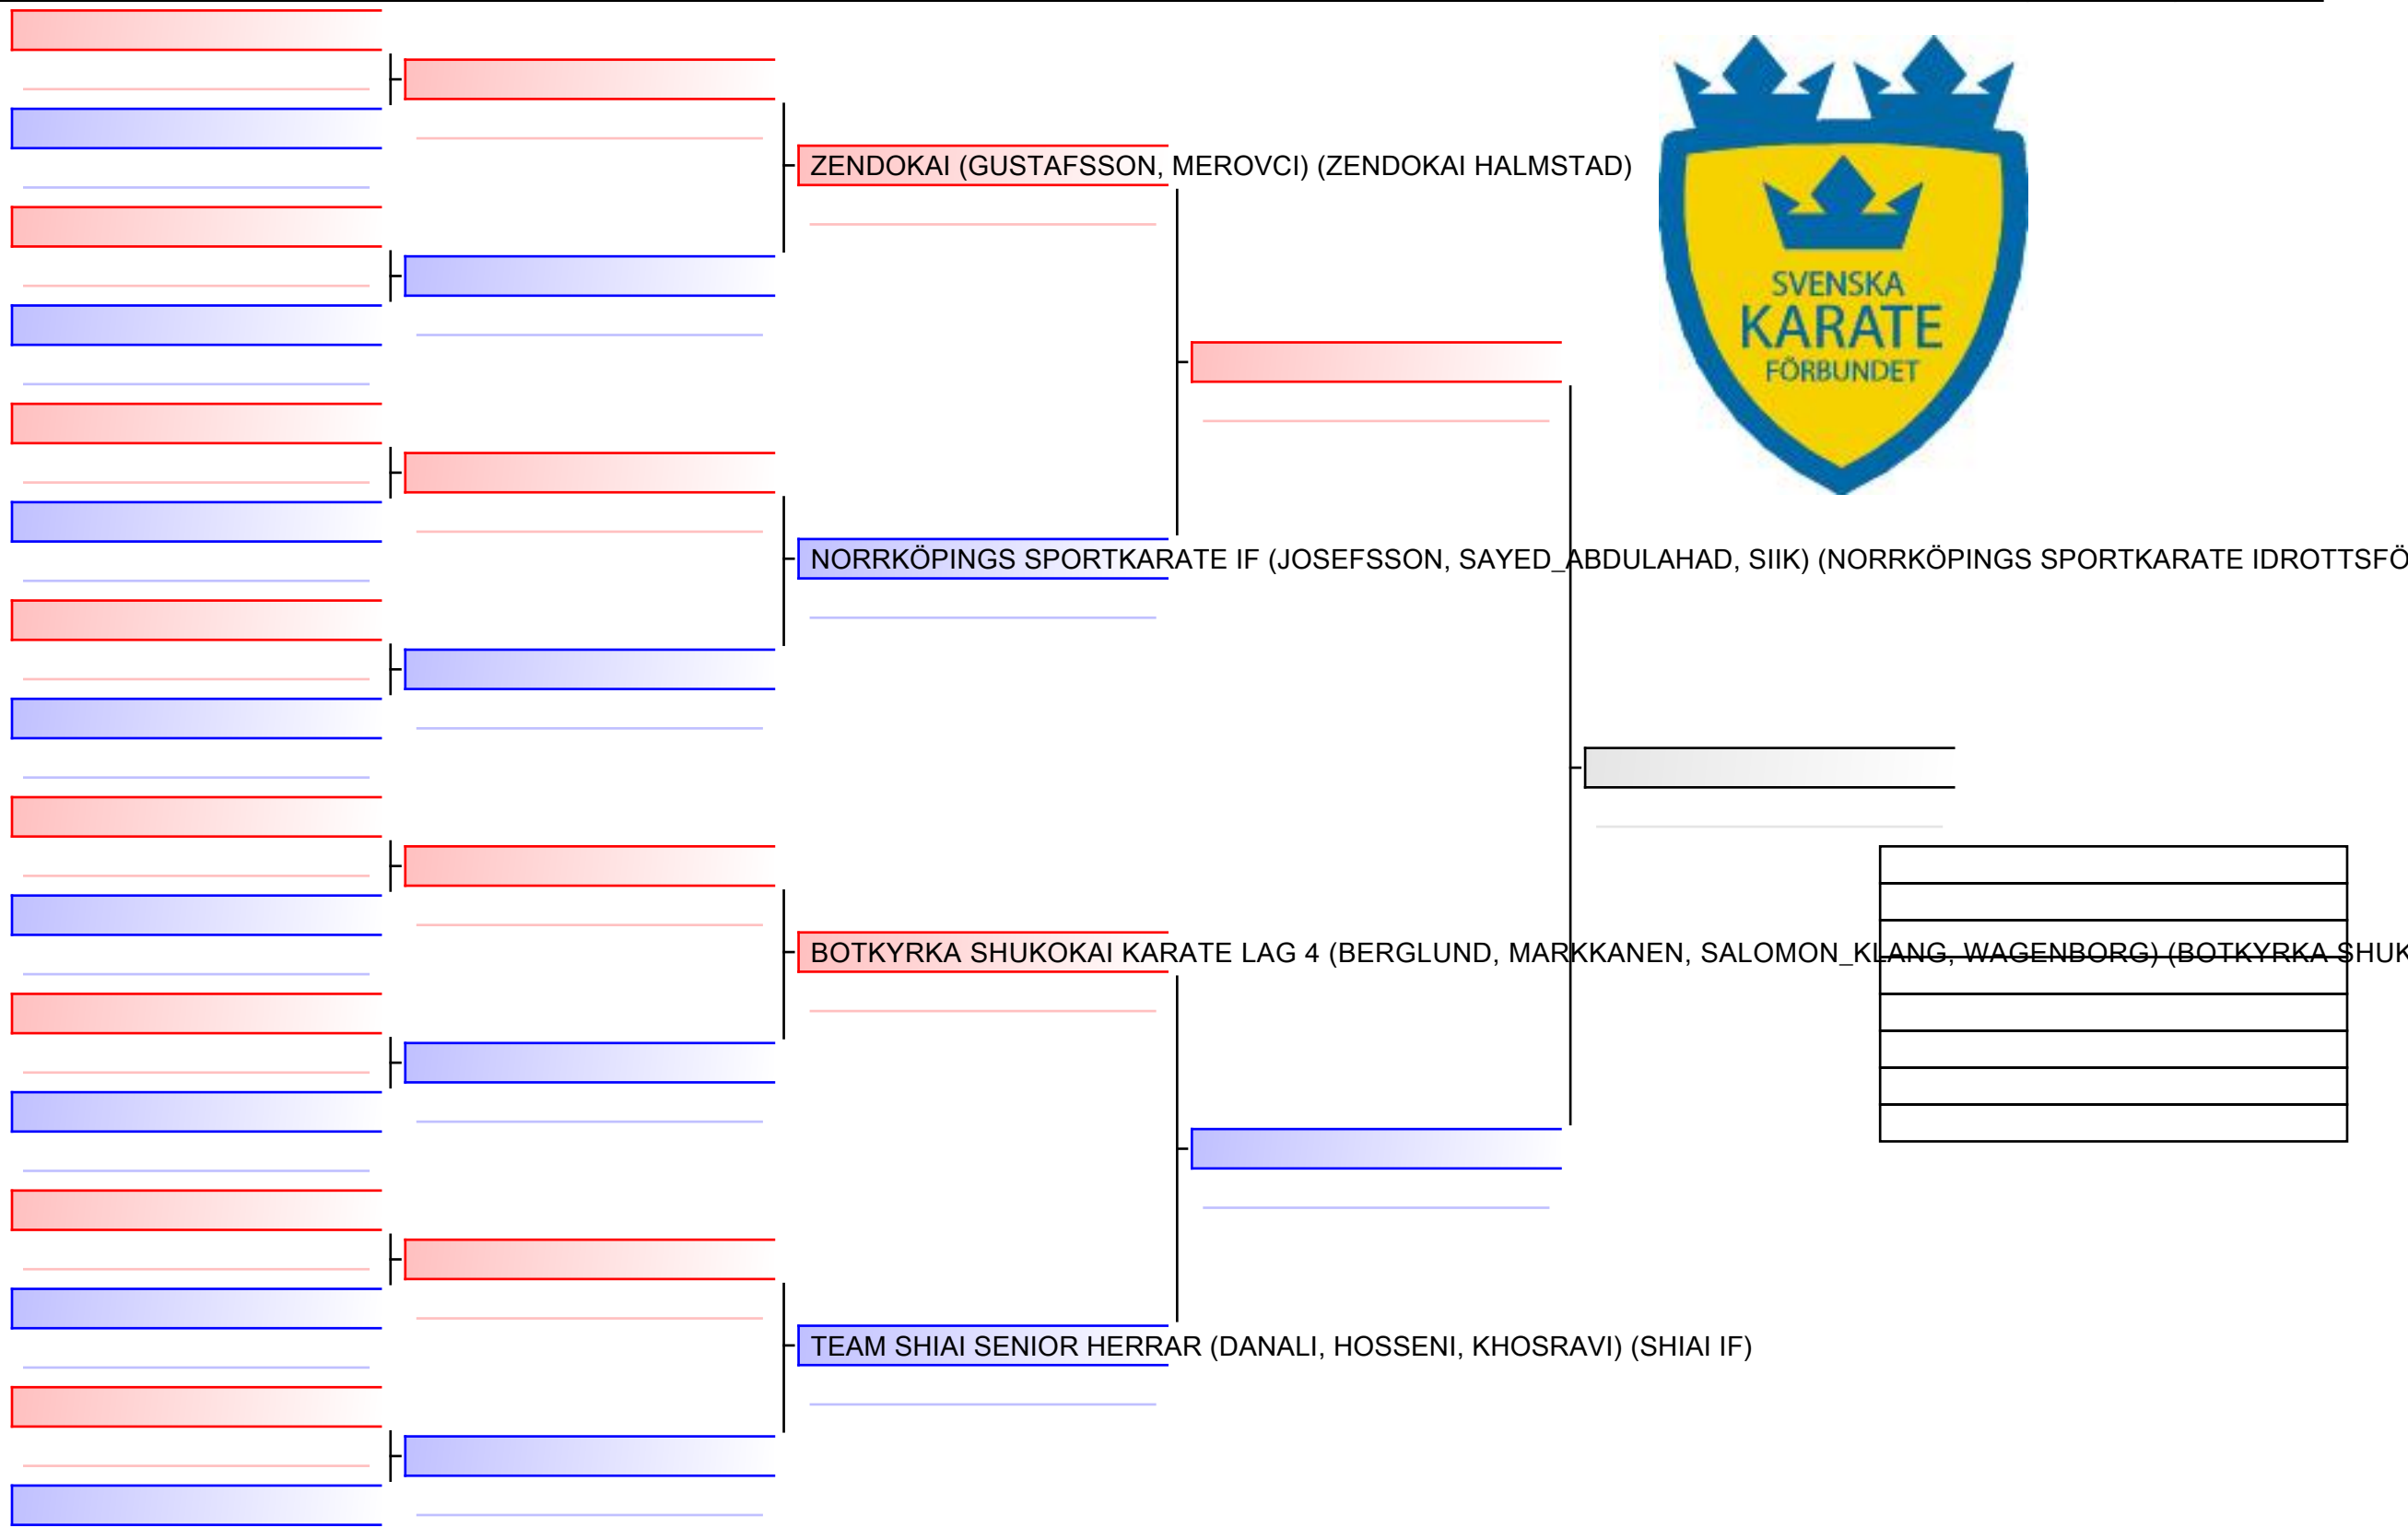 ZENDOKAI (GUSTAFSSON, MEROVCI) (ZENDOKAI HALMSTAD)
SVENSKA
KARATE
FÖRBUNDET
NORRKÖPINGS SPORTKARATE IF (JOSEFSSON, SAYED_ABDULAHAD, SIIK) (NORRKÖPINGS SPORTKARATE IDROTTSFÖ
BOTKYRKA SHUKOKAI KARATE LAG 4 (BERGLUND, MARKKANEN, SALOMON_KLANG, WAGENBORG) (BOTKYRKA SHUK
TEAM SHIAI SENIOR HERRAR (DANALI, HOSSENI, KHOSRAVI) (SHIAI IF)